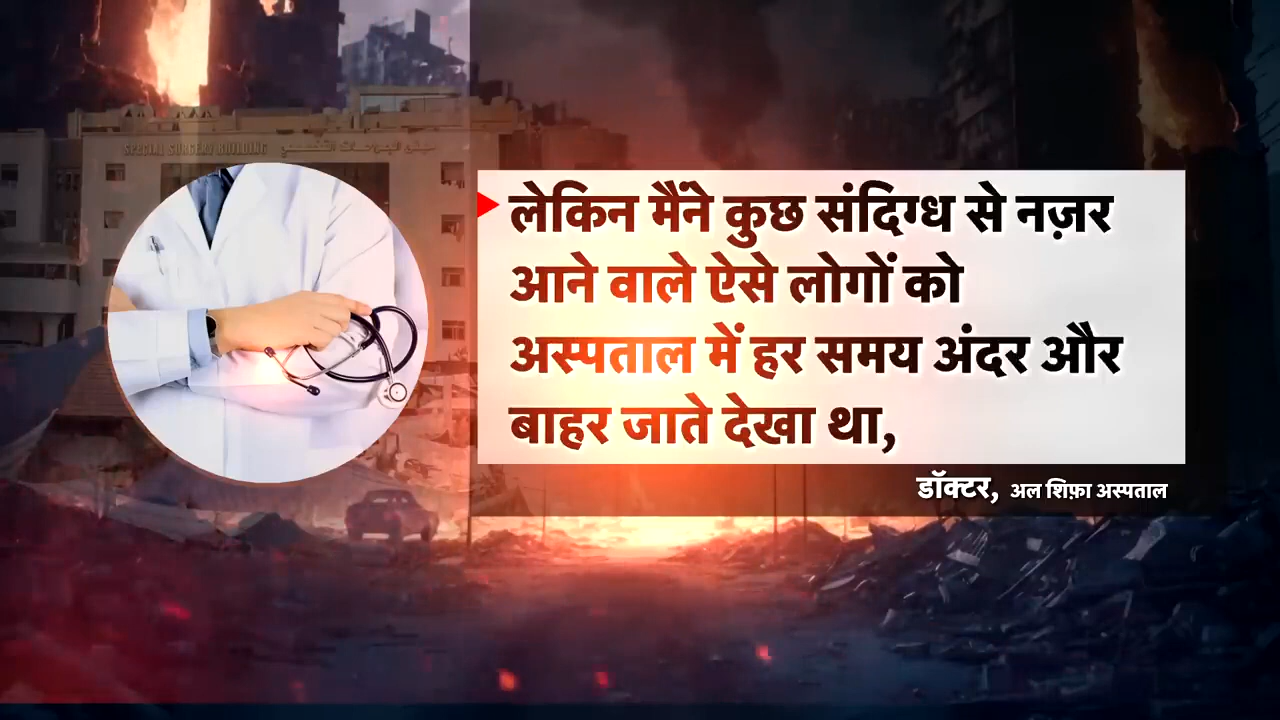 SPECIAL SURGERY BUILDING
लेकिन मैंने कुछ संदिग्ध से नज़र
आने वाले ऐसे लोगों को
अस्पताल में हर समय अंदर और
बाहर जाते देखा था,
डॉक्टर, अल शिफ़ा अस्पताल